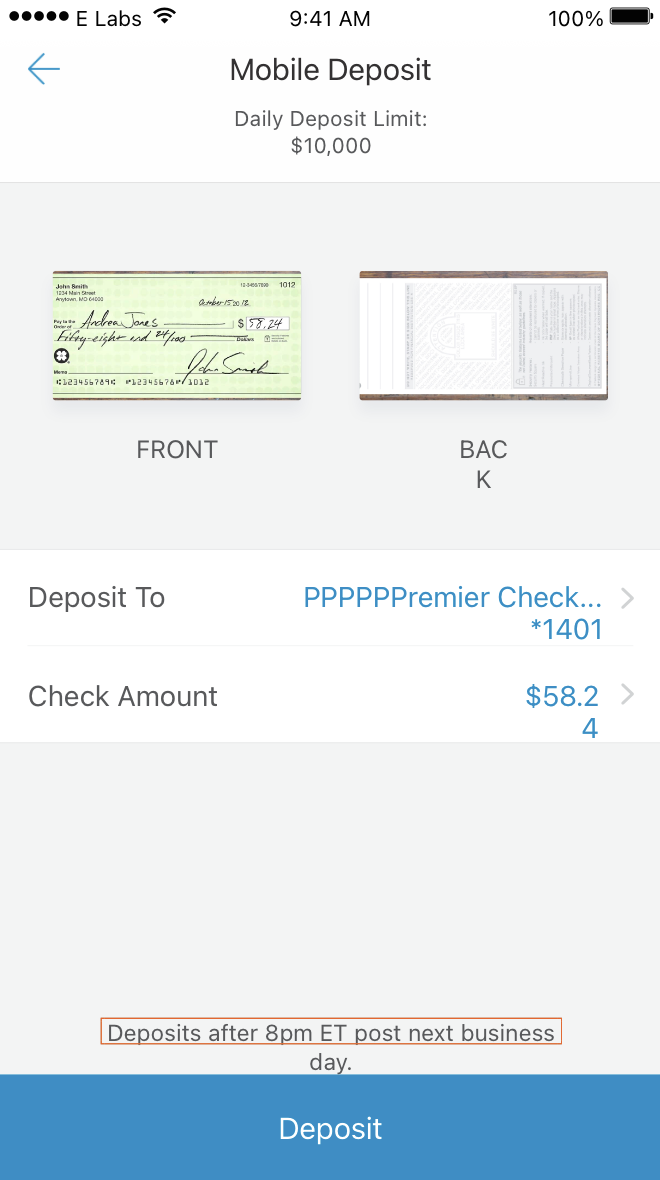 E Labs 9:41 AM 100%
Mobile Deposit
Daily Deposit Limit:
$10,000
John Smith
1234 Main Street
Anytown, MO 64000
1012
October 15 20 12
Pay to the
Order of
Andrea Jones
$ 58.24
Fifty-eight and 24/100
Dollars
Memo
John Smith
⑆123456789⑆ ⑈12345678⑈ 1012
FRONT
BAC
K
Deposit To
PPPPPPremier Check...
*1401
Check Amount
$58.2
4
Deposits after 8pm ET post next business
day.
Deposit